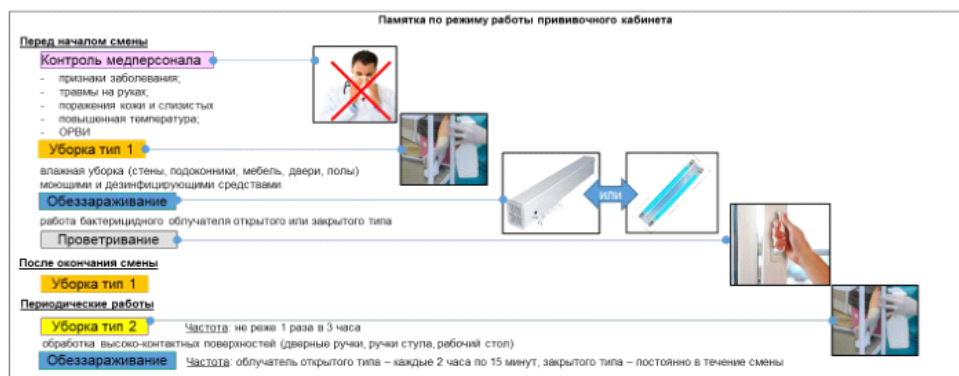 Памятка по режиму работы прививочного кабинета
Перед началом смены
Контроль медперсонала
- признаки заболевания;
- травмы на руках;
- поражения кожи и слизистых
- повышенная температура;
- ОРВИ
Уборка тип 1
влажная уборка (стены, подоконники, мебель, двери, полы)
моющими и дезинфицирующими средствами
Обеззараживание
или
работа бактерицидного облучателя открытого или закрытого типа
Проветривание
После окончания смены
Уборка тип 1
Периодические работы
Уборка тип 2 Частота: не реже 1 раза в 3 часа
обработка высоко-контактных поверхностей (дверные ручки, ручки стула, рабочий стол)
Обеззараживание Частота: облучатель открытого типа – каждые 2 часа по 15 минут, закрытого типа – постоянно в течение смены